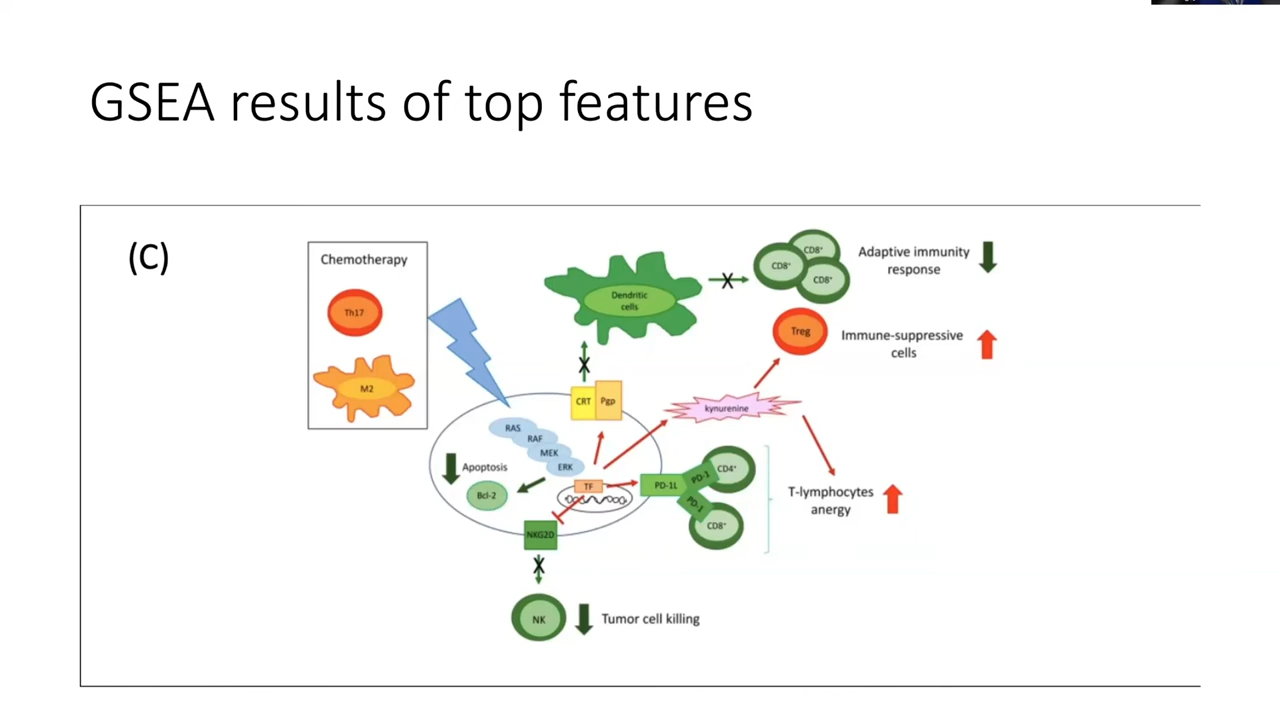 GSEA results of top features
(C)
Chemotherapy
Th17
M2
Dendritic
cells
CD8⁺
CD8⁺
CD8⁺
Adaptive immunity
response
Treg
Immune-suppressive
cells
CRT
Pgp
kynurenine
RAS
RAF
MEK
ERK
Apoptosis
Bcl-2
TF
PD-1L
PD-1
CD4⁺
PD-1
CD8⁺
T-lymphocytes
anergy
NKG2D
NK
Tumor cell killing